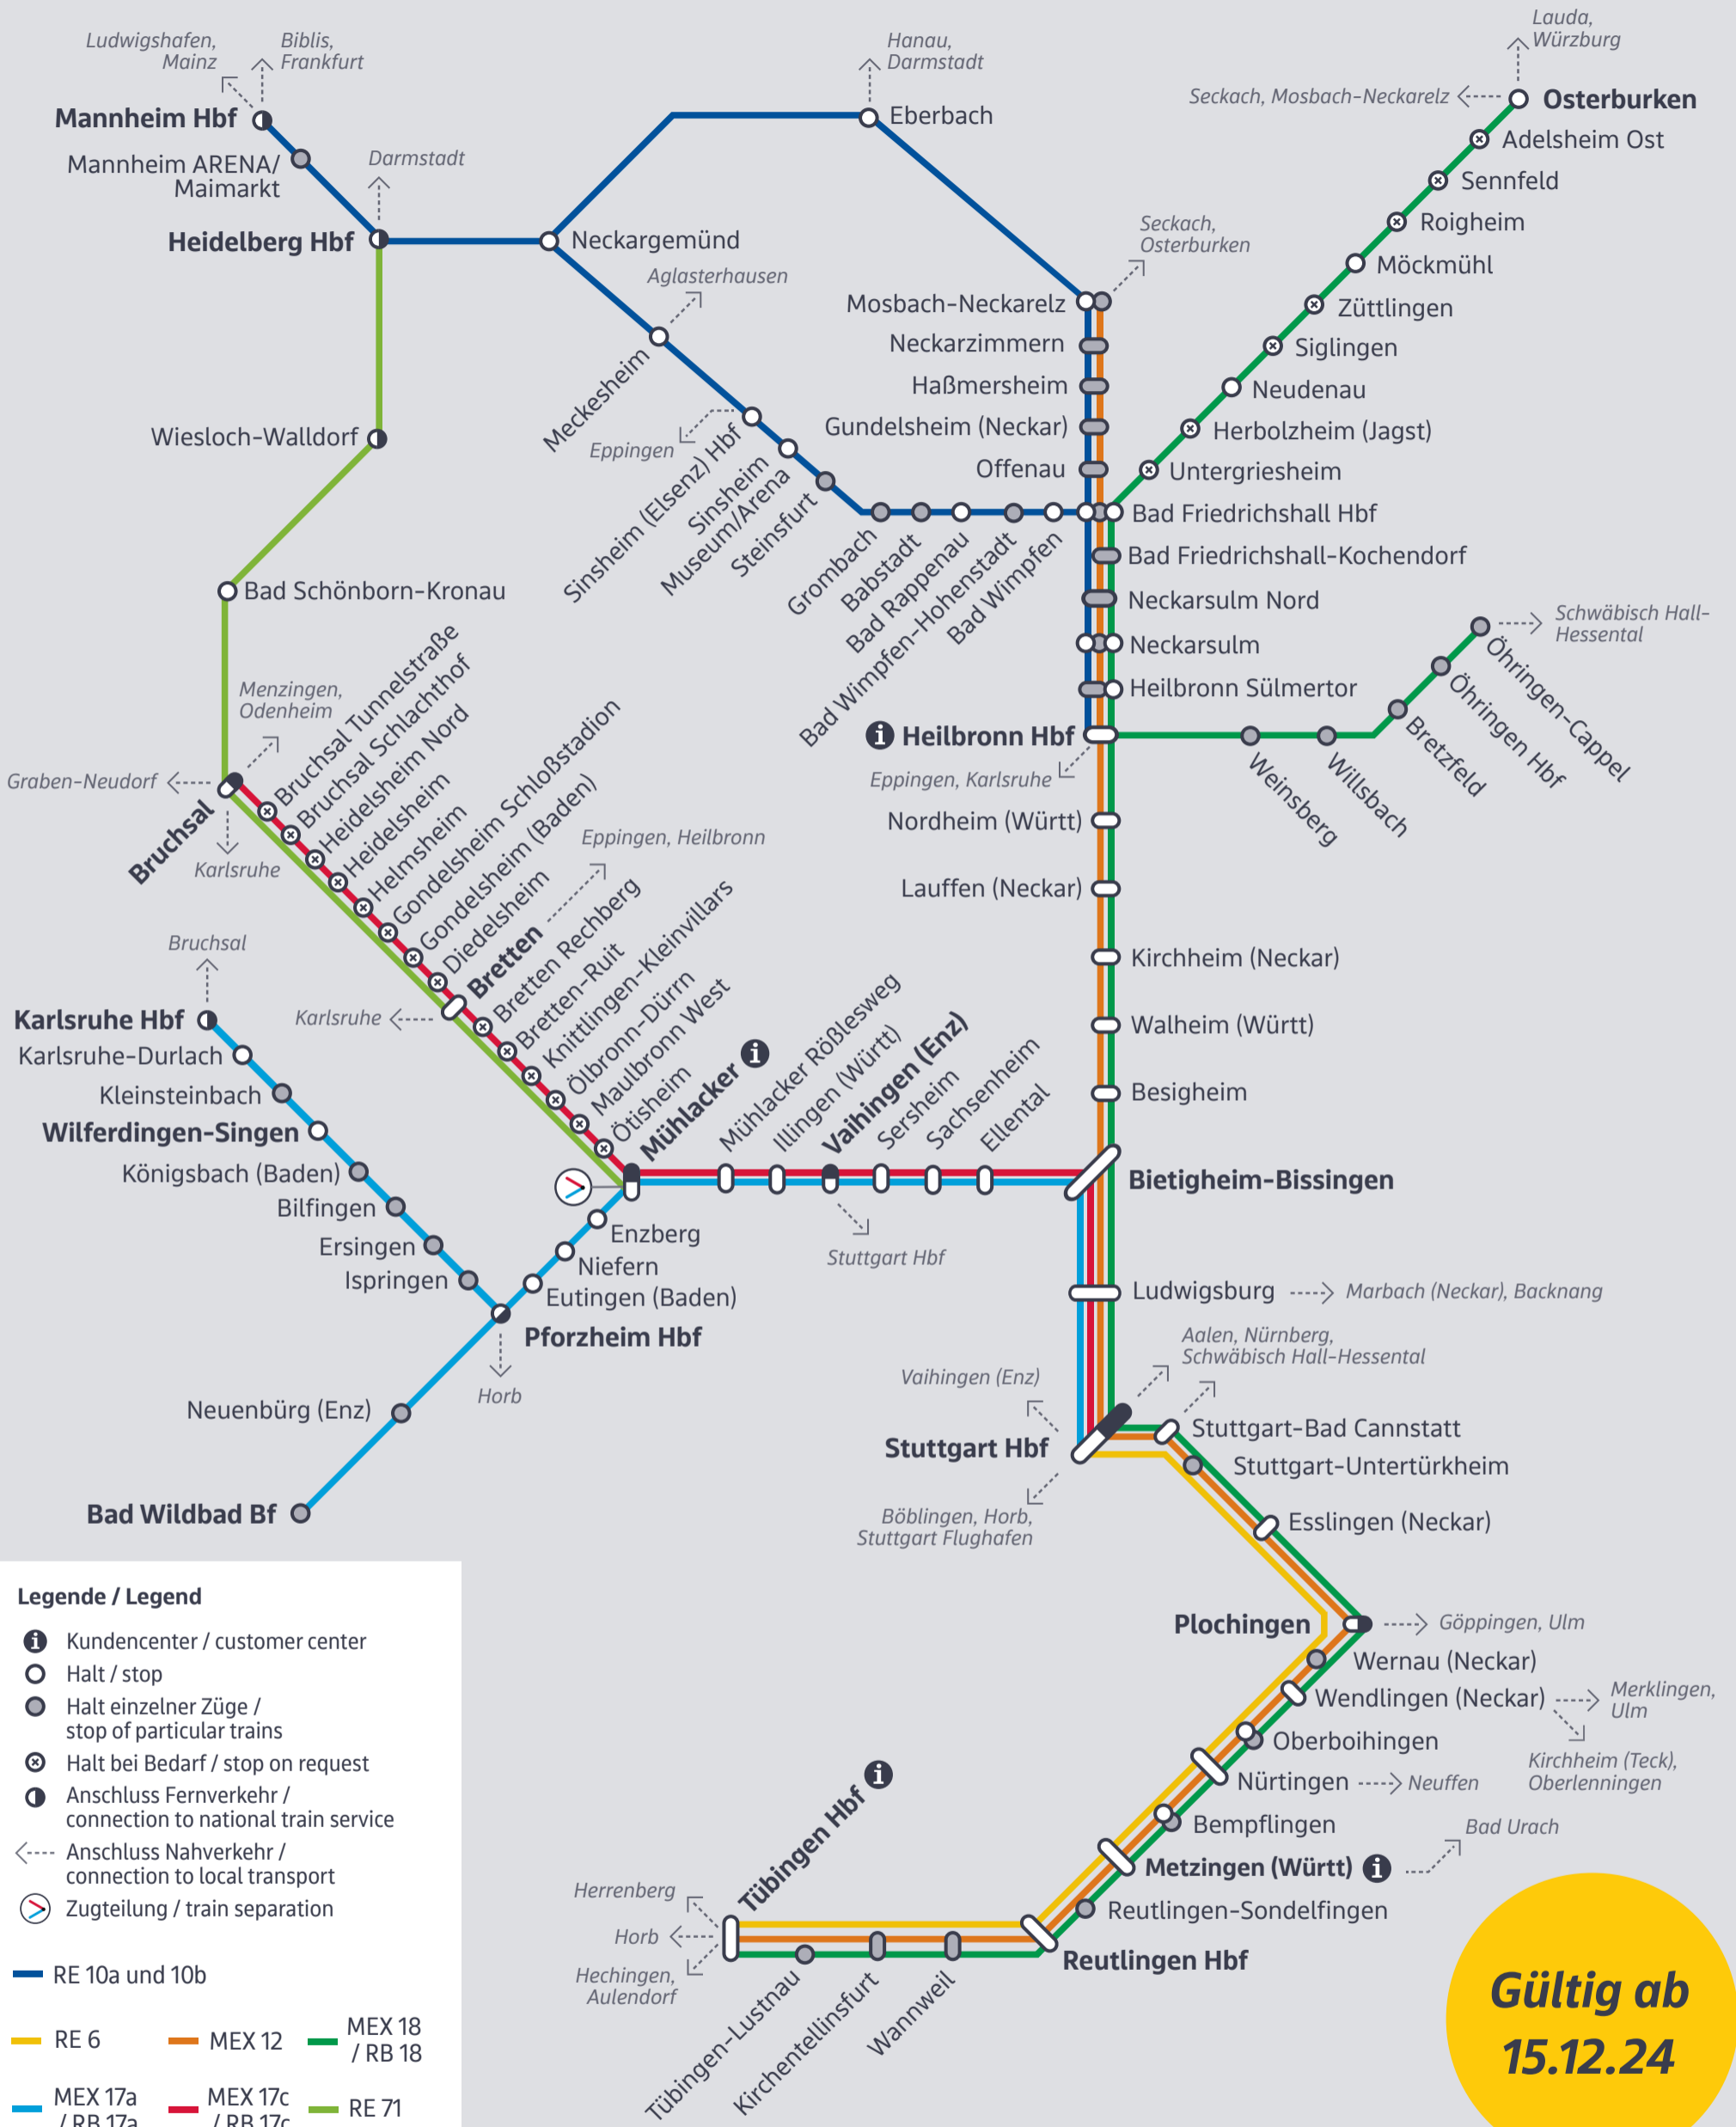 Lauda,
Würzburg
Ludwigshafen,
Mainz
Biblis,
Frankfurt
Hanau,
Darmstadt
Seckach, Mosbach-Neckarelz
Osterburken
Mannheim Hbf
Eberbach
Adelsheim Ost
Mannheim ARENA/
Maimarkt
Darmstadt
Sennfeld
Seckach,
Osterburken
Roigheim
Heidelberg Hbf
Neckargemünd
Möckmühl
Aglasterhausen
Mosbach-Neckarelz
Züttlingen
Neckarzimmern
Siglingen
Meckesheim
Haßmersheim
Neudenau
Wiesloch-Walldorf
Eppingen
Gundelsheim (Neckar)
Herbolzheim (Jagst)
Sinsheim (Elsenz) Hbf
Offenau
Untergriesheim
Sinsheim
Museum/Arena
Steinsfurt
Bad Friedrichshall Hbf
Grombach
Babstadt
Bad Rappenau
Bad Wimpfen-Hohenstadt
Bad Wimpfen
Bad Friedrichshall-Kochendorf
Bad Schönborn-Kronau
Neckarsulm Nord
Schwäbisch Hall-
Hessental
Neckarsulm
Öhringen-Cappel
Öhringen Hbf
Bretzfeld
Heilbronn Sülmertor
Menzingen,
Odenheim
i
Heilbronn Hbf
Willsbach
Weinsberg
Eppingen, Karlsruhe
Graben-Neudorf
Bruchsal
Karlsruhe
Bruchsal Tunnelstraße
Bruchsal Schlachthof
Heidelsheim Nord
Heidelsheim
Helmsheim
Gondelsheim Schloßstadion
Gondelsheim (Baden)
Diedelsheim
Bretten
Eppingen, Heilbronn
Bretten Rechberg
Bretten-Ruit
Knittlingen-Kleinvillars
Ölbronn-Dürrn
Maulbronn West
Ötisheim
Karlsruhe
Nordheim (Württ)
Lauffen (Neckar)
Kirchheim (Neckar)
Walheim (Württ)
Besigheim
Bruchsal
Karlsruhe Hbf
Karlsruhe-Durlach
Kleinsteinbach
Wilferdingen-Singen
Königsbach (Baden)
Bilfingen
Ersingen
Ispringen
Mühlacker
i
Mühlacker Rößlesweg
Illingen (Württ)
Vaihingen (Enz)
Sersheim
Sachsenheim
Ellental
Bietigheim-Bissingen
Stuttgart Hbf
Enzberg
Niefern
Eutingen (Baden)
Pforzheim Hbf
Horb
Neuenbürg (Enz)
Bad Wildbad Bf
Ludwigsburg
Marbach (Neckar), Backnang
Aalen, Nürnberg,
Schwäbisch Hall-Hessental
Vaihingen (Enz)
Stuttgart-Bad Cannstatt
Stuttgart Hbf
Stuttgart-Untertürkheim
Böblingen, Horb,
Stuttgart Flughafen
Esslingen (Neckar)
Plochingen
Göppingen, Ulm
Wernau (Neckar)
Wendlingen (Neckar)
Merklingen,
Ulm
Oberboihingen
Kirchheim (Teck),
Oberlenningen
Nürtingen
Neuffen
Bempflingen
Bad Urach
Metzingen (Württ)
i
Reutlingen-Sondelfingen
Reutlingen Hbf
Tübingen Hbf
i
Herrenberg
Horb
Hechingen,
Aulendorf
Tübingen-Lustnau
Kirchentellinsfurt
Wannweil
Legende / Legend
i
Kundencenter / customer center
Halt / stop
Halt einzelner Züge /
stop of particular trains
Halt bei Bedarf / stop on request
Anschluss Fernverkehr /
connection to national train service
Anschluss Nahverkehr /
connection to local transport
Zugteilung / train separation
RE 10a und 10b
RE 6
MEX 12
MEX 18
/ RB 18
MEX 17a
/ RB 17a
MEX 17c
/ RB 17c
RE 71
Gültig ab
15.12.24